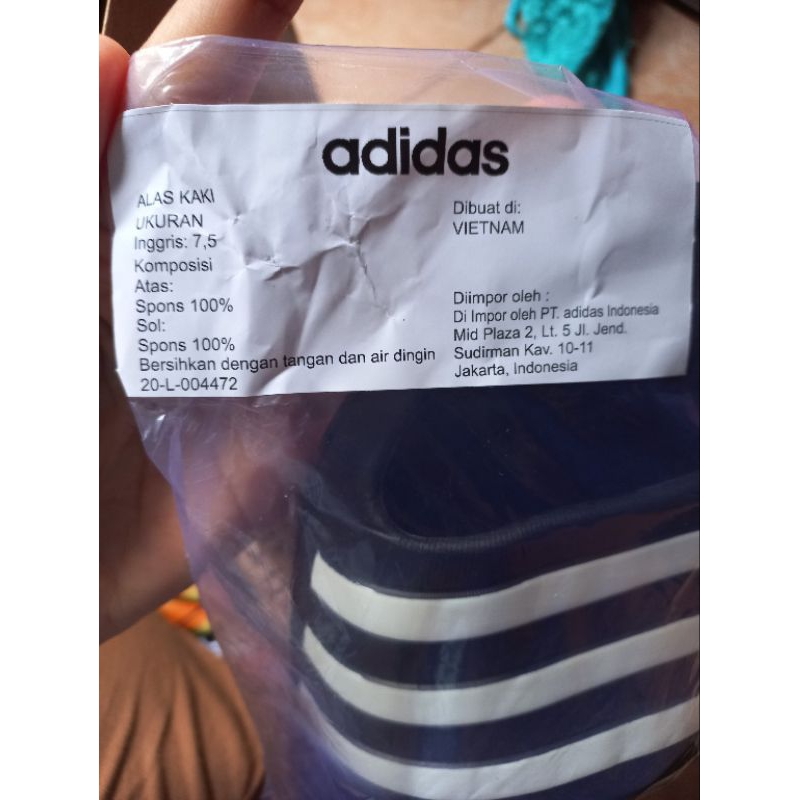 adidas
ALAS KAKI
UKURAN
Inggris: 7,5
Komposisi
Atas:
Spons 100%
Sol:
Spons 100%
Bersihkan dengan tangan dan air dingin
20-L-004472
Dibuat di:
VIETNAM
Diimpor oleh :
Di Impor oleh PT. adidas Indonesia
Mid Plaza 2, Lt. 5 Jl. Jend.
Sudirman Kav. 10-11
Jakarta, Indonesia